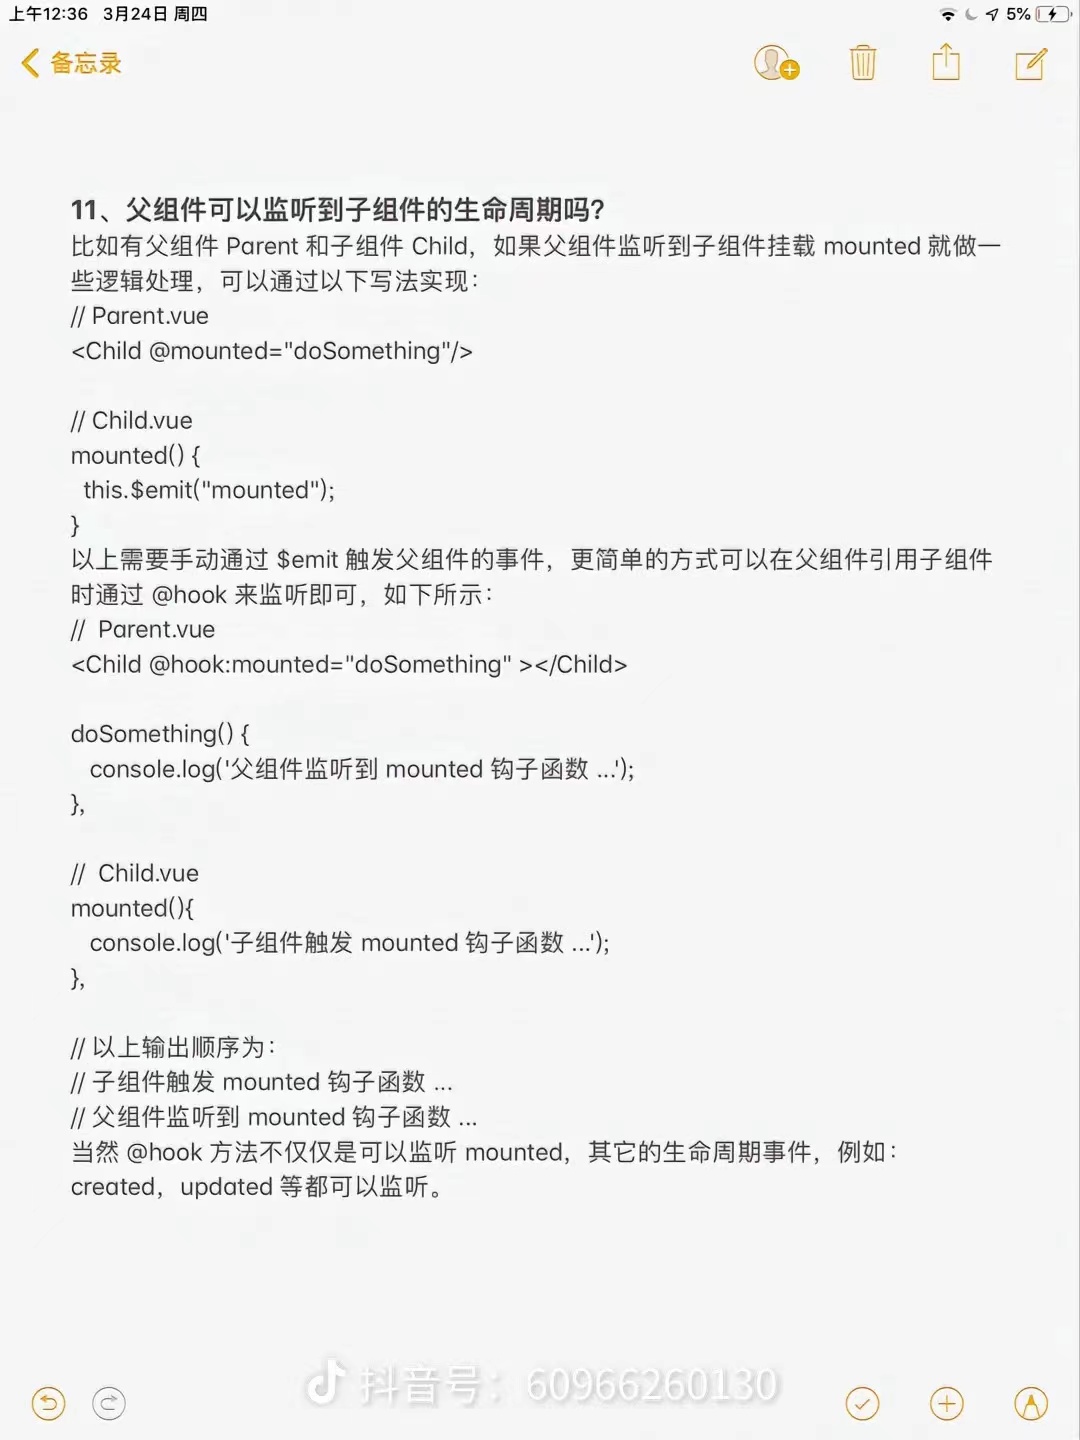 上午12:36 3月24日 周四
5%
备忘录
11、父组件可以监听到子组件的生命周期吗?
比如有父组件 Parent 和子组件 Child，如果父组件监听到子组件挂载 mounted 就做一
些逻辑处理，可以通过以下写法实现：
// Parent.vue
<Child @mounted="doSomething"/>
// Child.vue
mounted() {
  this.$emit("mounted");
}
以上需要手动通过 $emit 触发父组件的事件，更简单的方式可以在父组件引用子组件
时通过 @hook 来监听即可，如下所示：
//  Parent.vue
<Child @hook:mounted="doSomething" ></Child>
doSomething() {
   console.log('父组件监听到 mounted 钩子函数 ...');
},
//  Child.vue
mounted(){
   console.log('子组件触发 mounted 钩子函数 ...');
},
// 以上输出顺序为：
// 子组件触发 mounted 钩子函数 ...
// 父组件监听到 mounted 钩子函数 ...
当然 @hook 方法不仅仅是可以监听 mounted，其它的生命周期事件，例如：
created，updated 等都可以监听。
抖音号：60966260130